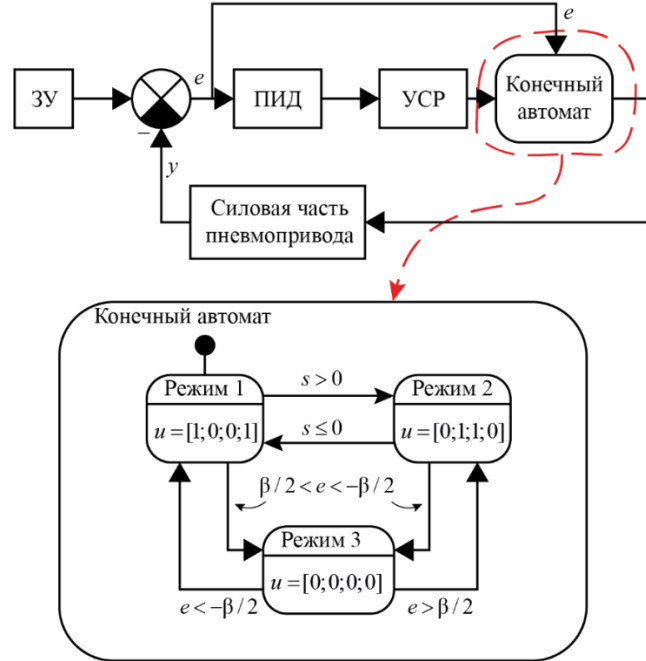 e
ЗУ
e
ПИД
УСР
Конечный
автомат
−
y
Силовая часть
пневмопривода
Конечный автомат
Режим 1
s > 0
Режим 2
u = [1;0;0;1]
s ≤ 0
u = [0;1;1;0]
β/2 < e < −β/2
Режим 3
u = [0;0;0;0]
e < −β/2
e > β/2